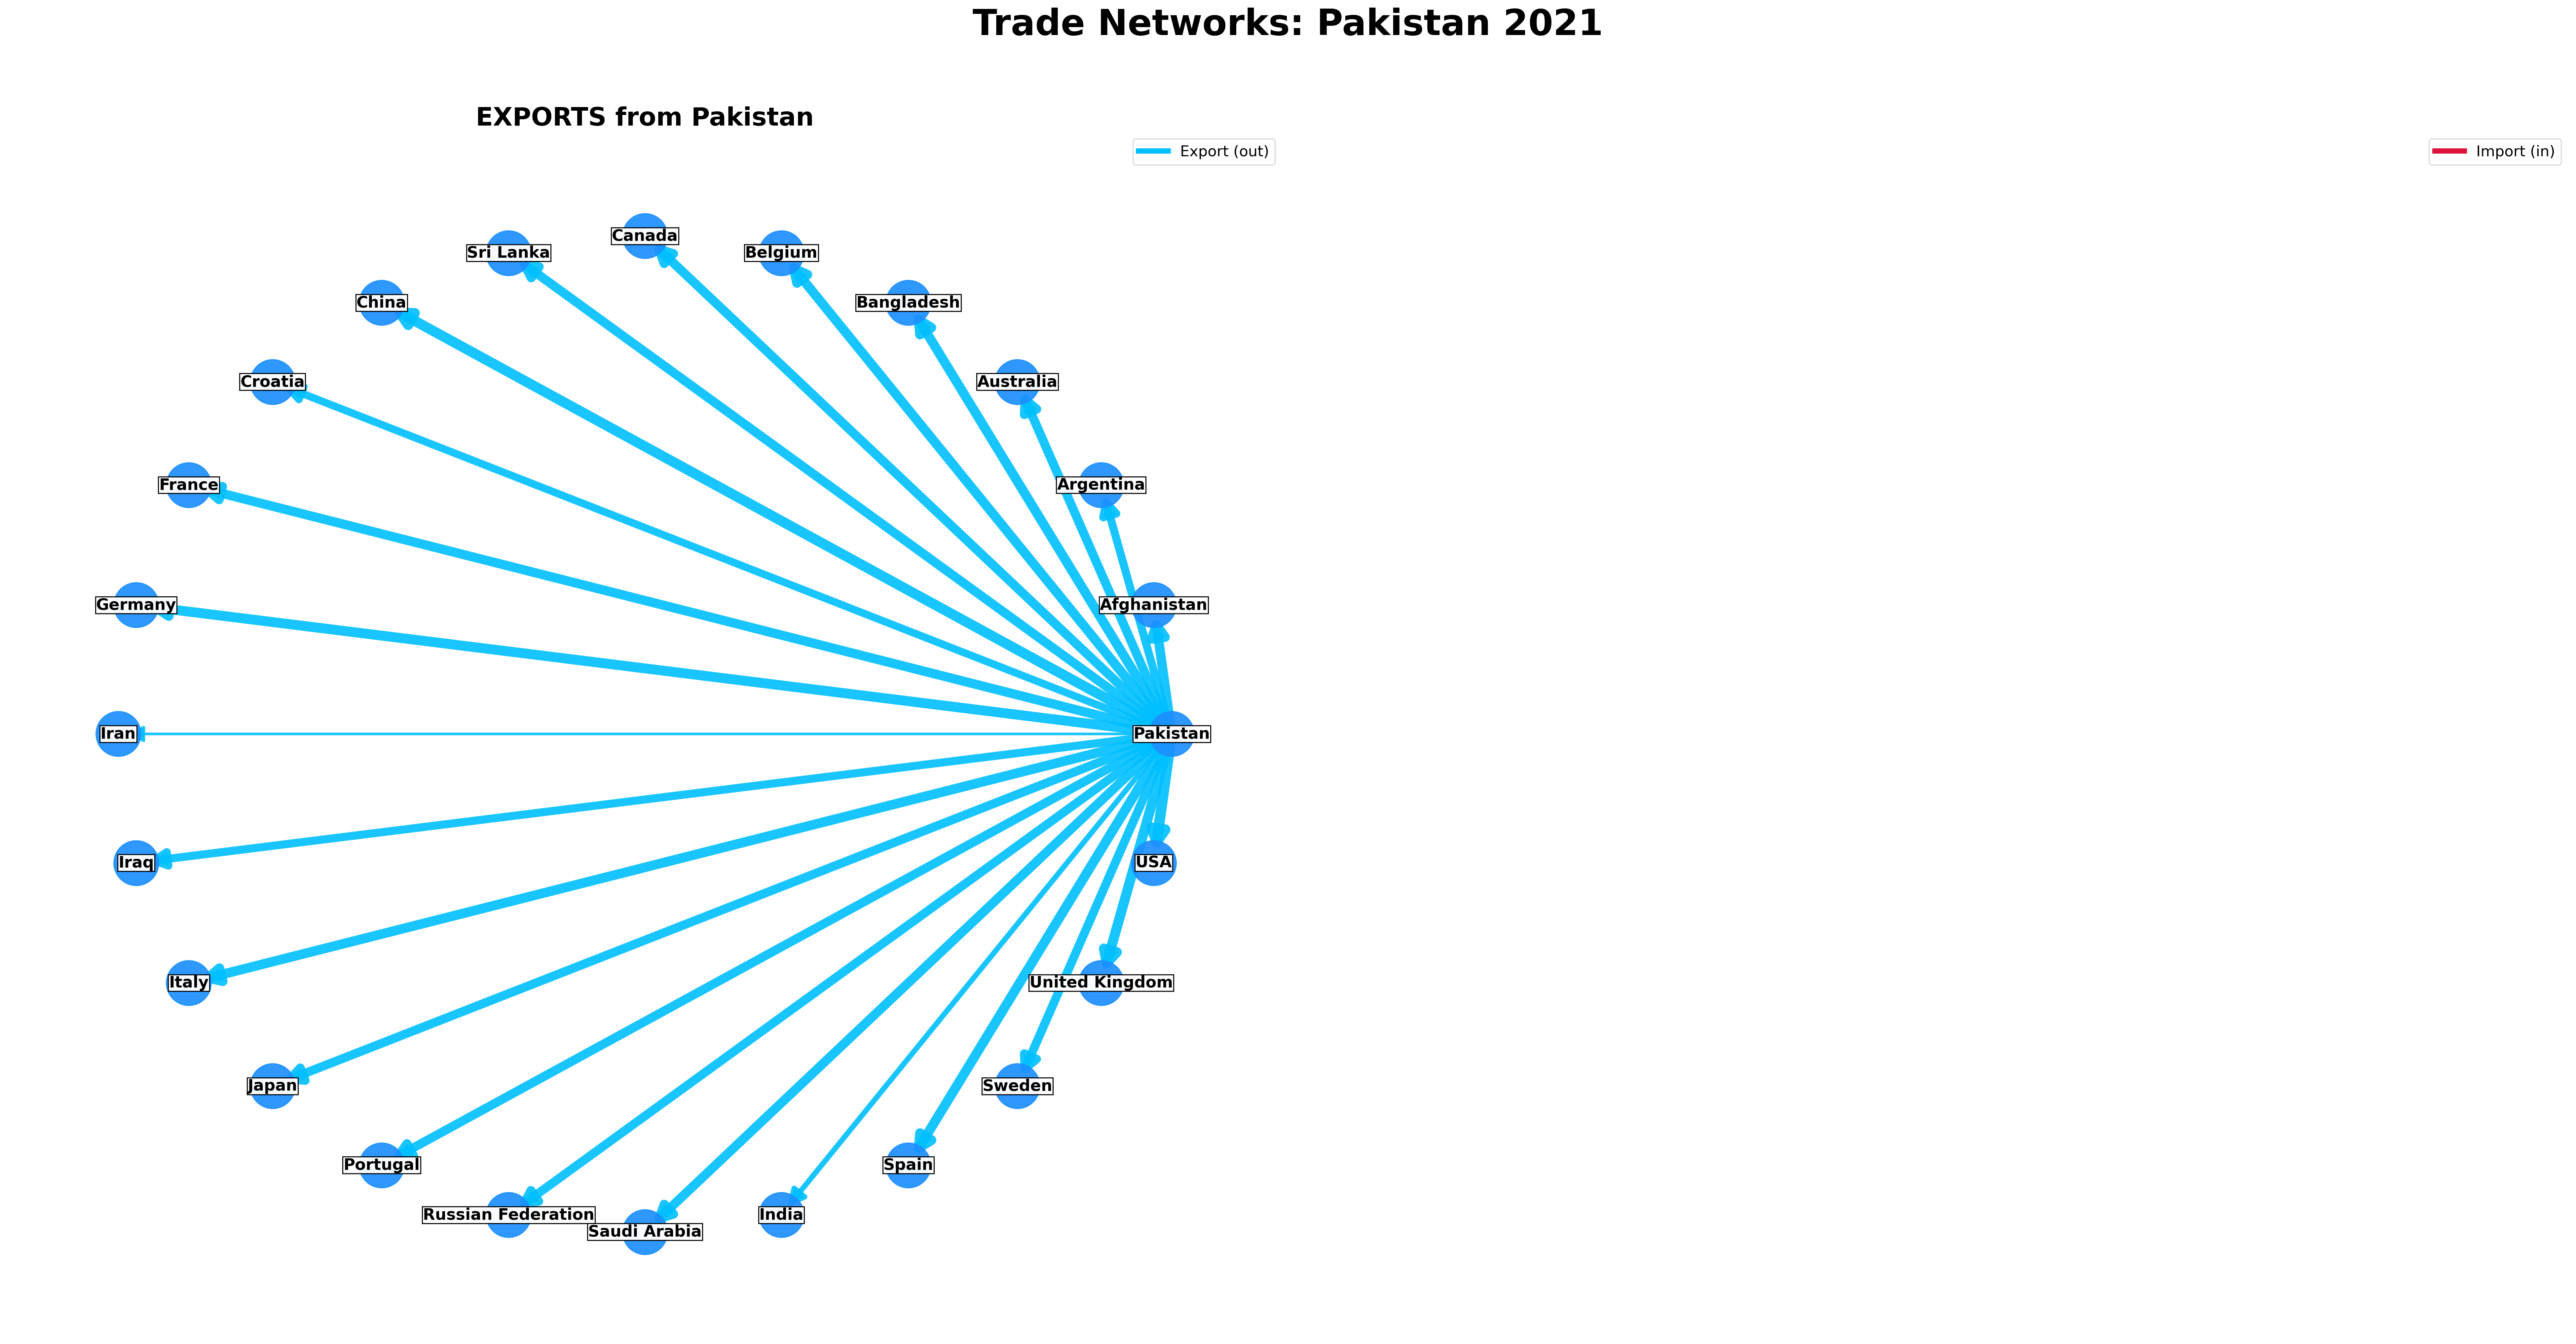 Trade Networks: Pakistan 2021
EXPORTS from Pakistan
Export (out)
Import (in)
Canada
Sri Lanka
Belgium
China
Bangladesh
Croatia
Australia
France
Argentina
Germany
Afghanistan
Iran
Pakistan
Iraq
USA
Italy
United Kingdom
Japan
Sweden
Portugal
Spain
Russian Federation
India
Saudi Arabia